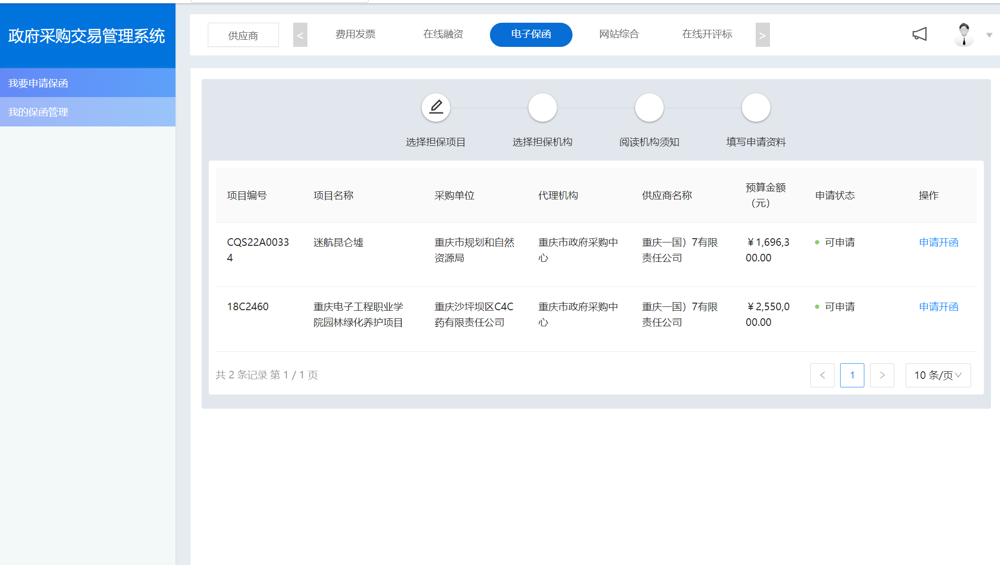 政府采购交易管理系统
供应商 < 费用发票 在线融资 电子保函 网站综合 在线开评标 >
我要申请保函
我的保函管理
选择担保项目 选择担保机构 阅读机构须知 填写申请资料
项目编号 项目名称 采购单位 代理机构 供应商名称 预算金额 申请状态 操作
（元）
CQS22A0033 迷航昆仑墟 重庆市规划和自然 重庆市政府采购中 重庆一国）7有限 ￥1,696,3 可申请 申请开函
4 资源局 心 责任公司 00.00
18C2460 重庆电子工程职业学 重庆沙坪坝区C4C 重庆市政府采购中 重庆一国）7有限 ￥2,550,0 可申请 申请开函
院园林绿化养护项目 药有限责任公司 心 责任公司 00.00
共 2 条记录 第 1 / 1 页 < 1 > 10 条/页